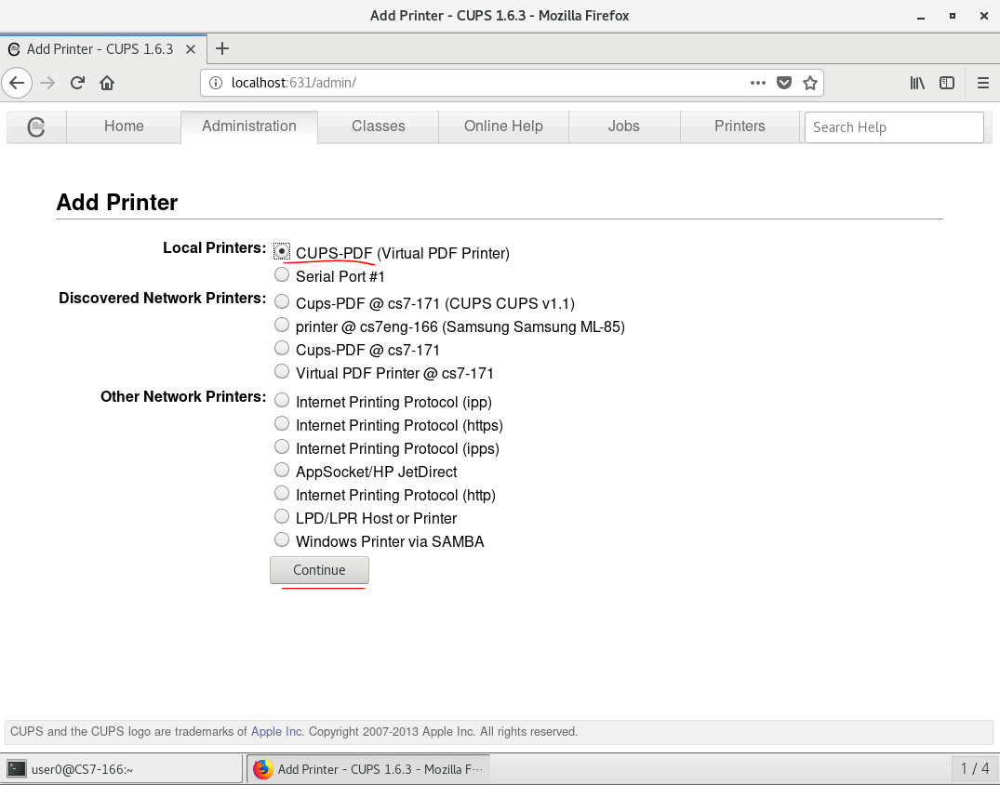 Add Printer - CUPS 1.6.3 - Mozilla Firefox
Add Printer - CUPS 1.6.3
localhost:631/admin/
Home Administration Classes Online Help Jobs Printers Search Help
Add Printer
Local Printers: CUPS-PDF (Virtual PDF Printer)
Serial Port #1
Discovered Network Printers: Cups-PDF @ cs7-171 (CUPS CUPS v1.1)
printer @ cs7eng-166 (Samsung Samsung ML-85)
Cups-PDF @ cs7-171
Virtual PDF Printer @ cs7-171
Other Network Printers: Internet Printing Protocol (ipp)
Internet Printing Protocol (https)
Internet Printing Protocol (ipps)
AppSocket/HP JetDirect
Internet Printing Protocol (http)
LPD/LPR Host or Printer
Windows Printer via SAMBA
Continue
CUPS and the CUPS logo are trademarks of Apple Inc. Copyright 2007-2013 Apple Inc. All rights reserved.
user0@CS7-166:~ Add Printer - CUPS 1.6.3 - Mozilla F··· 1 / 4